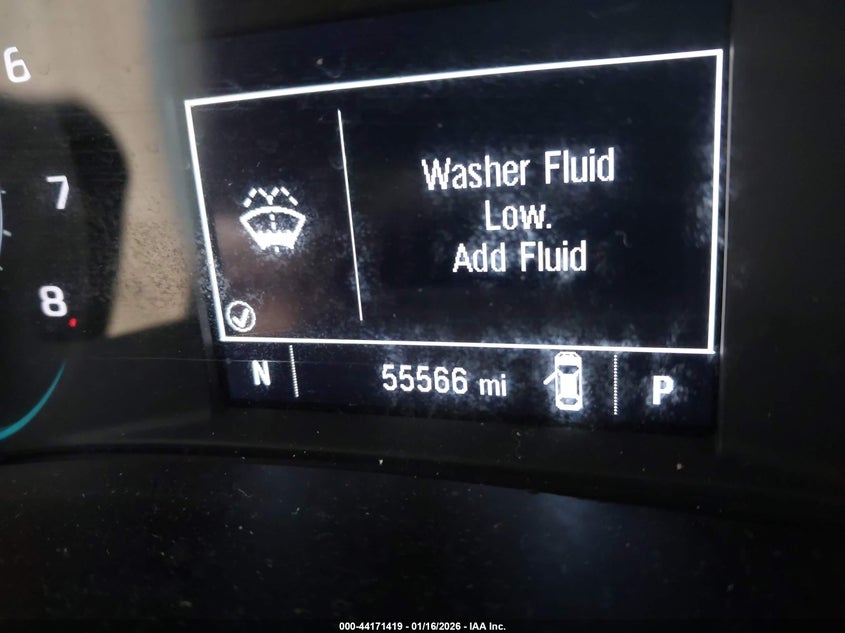 6
7
8
Washer Fluid
Low.
Add Fluid
N
55566 mi
P
000-44171419 - 01/16/2026 - IAA Inc.